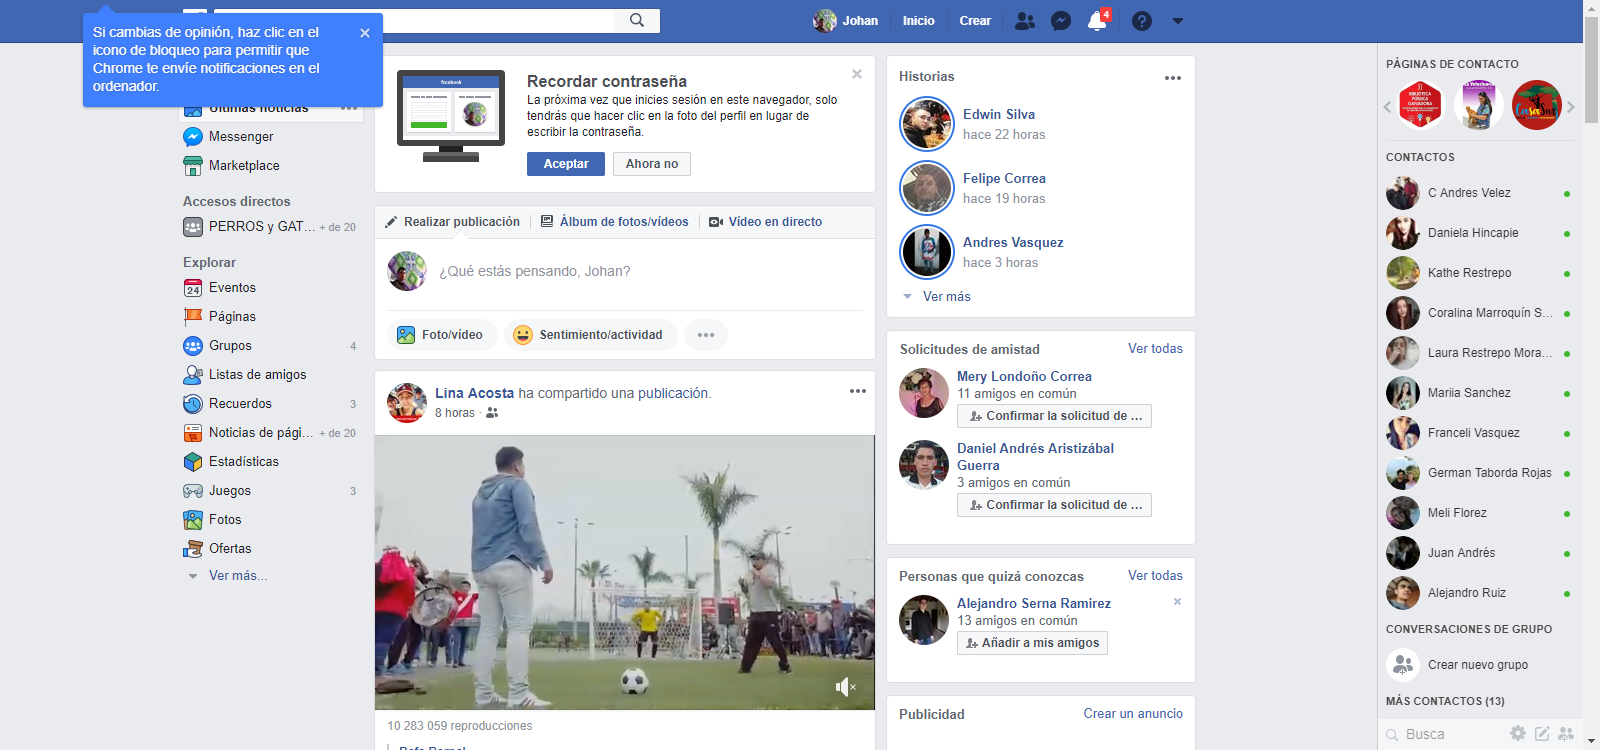 Si cambias de opinión, haz clic en el
icono de bloqueo para permitir que
Chrome te envíe notificaciones en el
ordenador.
Johan
Inicio
Crear
4
Últimas noticias
Messenger
Marketplace
Accesos directos
PERROS y GAT... + de 20
Explorar
24
Eventos
Páginas
Grupos 4
Listas de amigos
Recuerdos 3
Noticias de pági... + de 20
Estadísticas
Juegos 3
Fotos
Ofertas
Ver más...
facebook
Recordar contraseña
La próxima vez que inicies sesión en este navegador, solo
tendrás que hacer clic en la foto del perfil en lugar de
escribir la contraseña.
Aceptar
Ahora no
Realizar publicación
Álbum de fotos/vídeos
Vídeo en directo
¿Qué estás pensando, Johan?
Foto/vídeo
Sentimiento/actividad
Lina Acosta ha compartido una publicación.
8 horas ·
10 283 059 reproducciones
Historias
Edwin Silva
hace 22 horas
Felipe Correa
hace 19 horas
Andres Vasquez
hace 3 horas
Ver más
Solicitudes de amistad
Ver todas
Mery Londoño Correa
11 amigos en común
Confirmar la solicitud de ...
Daniel Andrés Aristizábal
Guerra
3 amigos en común
Confirmar la solicitud de ...
Personas que quizá conozcas
Ver todas
Alejandro Serna Ramirez
13 amigos en común
Añadir a mis amigos
Publicidad
Crear un anuncio
PÁGINAS DE CONTACTO
BIBLIOTECA
PÚBLICA
GANADORA
CasaSur
CONTACTOS
C Andres Velez
Daniela Hincapie
Kathe Restrepo
Coralina Marroquín S...
Laura Restrepo Mora...
Mariii Sanchez
Franceli Vasquez
German Taborda Rojas
Meli Florez
Juan Andrés
Alejandro Ruiz
CONVERSACIONES DE GRUPO
Crear nuevo grupo
MÁS CONTACTOS (13)
Busca